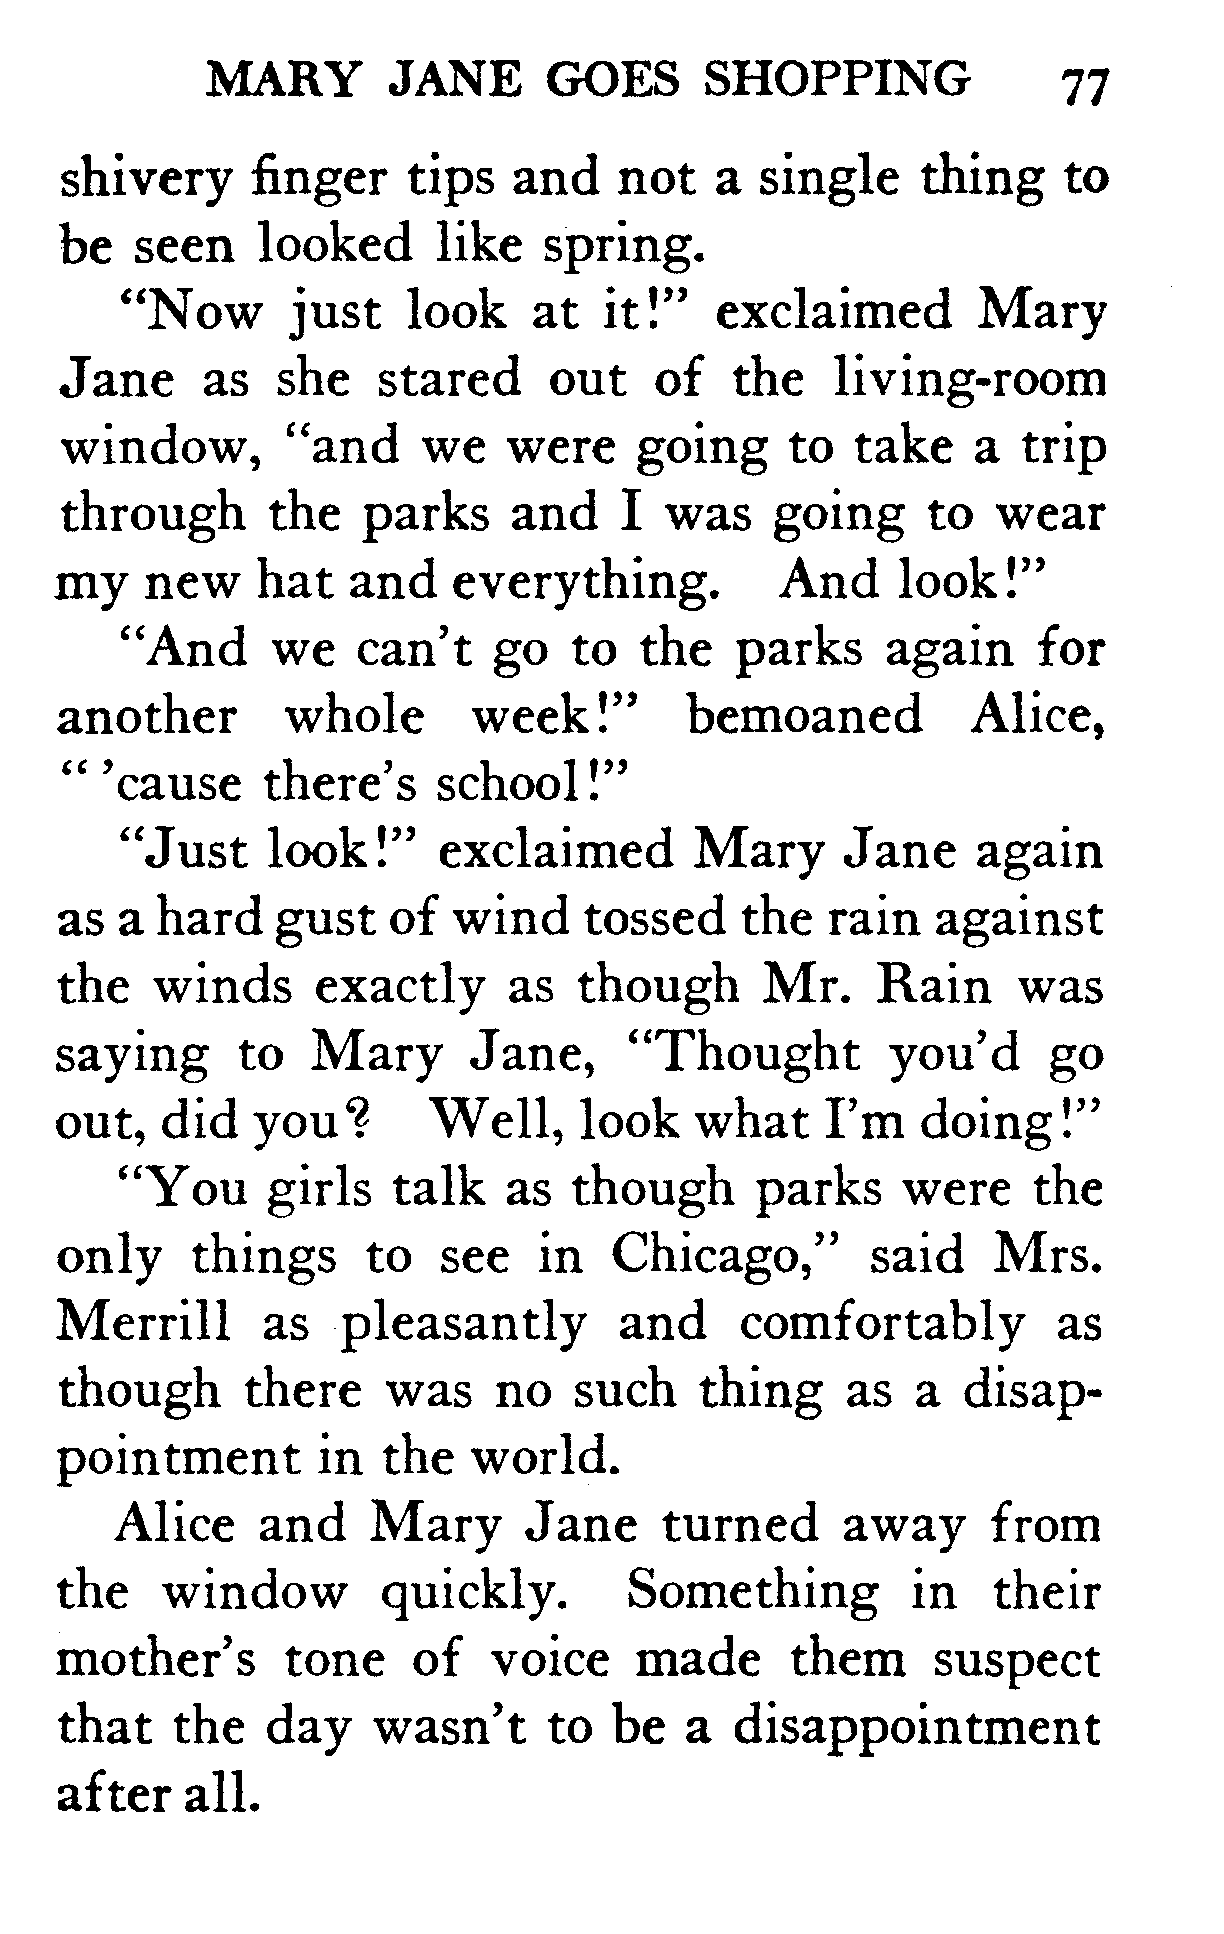 MARY JANE GOES SHOPPING 77
shivery finger tips and not a single thing to
be seen looked like spring.
“Now just look at it!” exclaimed Mary
Jane as she stared out of the living-room
window, “and we were going to take a trip
through the parks and I was going to wear
my new hat and everything. And look!”
“And we can’t go to the parks again for
another whole week!” bemoaned Alice,
“ ’cause there’s school!”
“Just look!” exclaimed Mary Jane again
as a hard gust of wind tossed the rain against
the winds exactly as though Mr. Rain was
saying to Mary Jane, “Thought you’d go
out, did you? Well, look what I’m doing!”
“You girls talk as though parks were the
only things to see in Chicago,” said Mrs.
Merrill as pleasantly and comfortably as
though there was no such thing as a disap-
pointment in the world.
Alice and Mary Jane turned away from
the window quickly. Something in their
mother’s tone of voice made them suspect
that the day wasn’t to be a disappointment
after all.